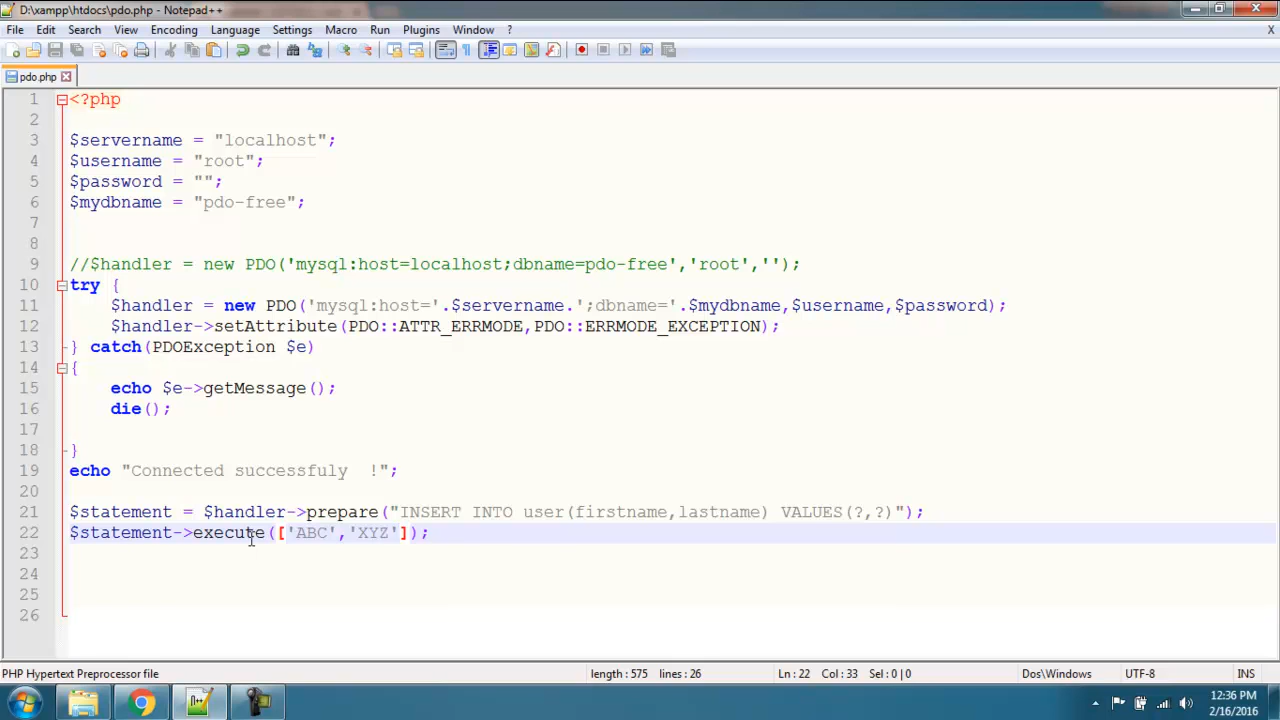 D:\xampp\htdocs\pdo.php - Notepad++
File Edit Search View Encoding Language Settings Macro Run Plugins Window ? X
pdo.php
1 <?php
2
3 $servername = "localhost";
4 $username = "root";
5 $password = "";
6 $mydbname = "pdo-free";
7
8
9 //$handler = new PDO('mysql:host=localhost;dbname=pdo-free','root','');
10 try {
11 $handler = new PDO('mysql:host='.$servername.';dbname='.$mydbname,$username,$password);
12 $handler->setAttribute(PDO::ATTR_ERRMODE,PDO::ERRMODE_EXCEPTION);
13 } catch(PDOException $e)
14 {
15 echo $e->getMessage();
16 die();
17
18 }
19 echo "Connected successfuly  !";
20
21 $statement = $handler->prepare("INSERT INTO user(firstname,lastname) VALUES(?,?)");
22 $statement->execute(['ABC','XYZ']);
23
24
25
26
PHP Hypertext Preprocessor file length : 575 lines : 26 Ln : 22 Col : 33 Sel : 0 | 0 Dos\Windows UTF-8 INS
12:36 PM
2/16/2016